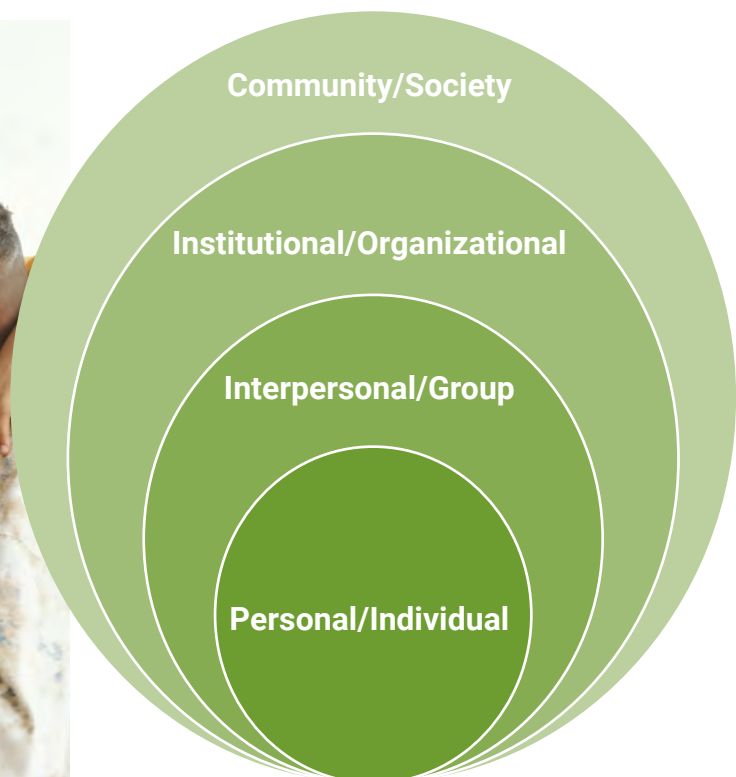 Community/Society
Institutional/Organizational
Interpersonal/Group
Personal/Individual